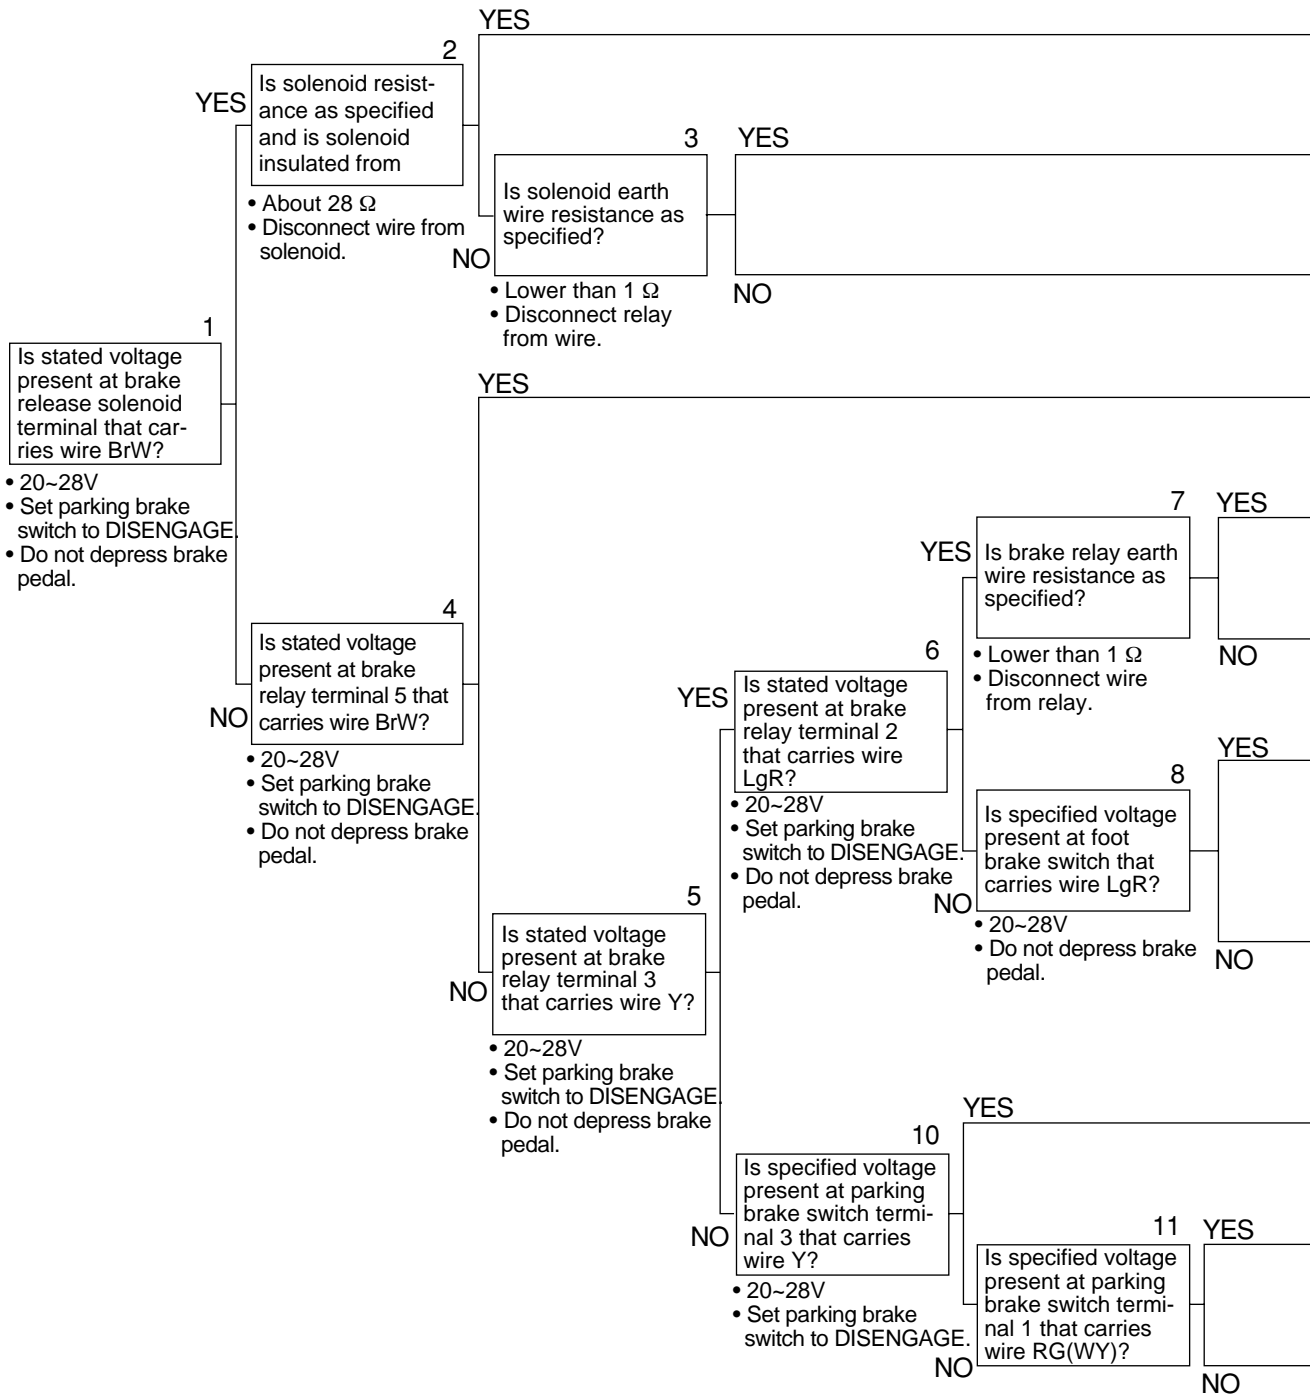 YES
2
YES
Is solenoid resist-
ance as specified
and is solenoid
insulated from
• About 28 Ω
• Disconnect wire from
solenoid.
3
YES
Is solenoid earth
wire resistance as
specified?
NO
• Lower than 1 Ω
• Disconnect relay
from wire.
NO
1
Is stated voltage
present at brake
release solenoid
terminal that car-
ries wire BrW?
• 20~28V
• Set parking brake
switch to DISENGAGE.
• Do not depress brake
pedal.
YES
4
Is stated voltage
present at brake
relay terminal 5 that
carries wire BrW?
NO
• 20~28V
• Set parking brake
switch to DISENGAGE.
• Do not depress brake
pedal.
7
YES
YES
Is brake relay earth
wire resistance as
specified?
• Lower than 1 Ω
• Disconnect wire
from relay.
NO
6
YES
Is stated voltage
present at brake
relay terminal 2
that carries wire
LgR?
• 20~28V
• Set parking brake
switch to DISENGAGE.
• Do not depress brake
pedal.
8
YES
Is specified voltage
present at foot
brake switch that
carries wire LgR?
NO
• 20~28V
• Do not depress brake
pedal.
NO
5
Is stated voltage
present at brake
relay terminal 3
that carries wire Y?
NO
• 20~28V
• Set parking brake
switch to DISENGAGE.
• Do not depress brake
pedal.
10
YES
Is specified voltage
present at parking
brake switch termi-
nal 3 that carries
wire Y?
NO
• 20~28V
• Set parking brake
switch to DISENGAGE.
11
YES
Is specified voltage
present at parking
brake switch termi-
nal 1 that carries
wire RG(WY)?
NO
NO